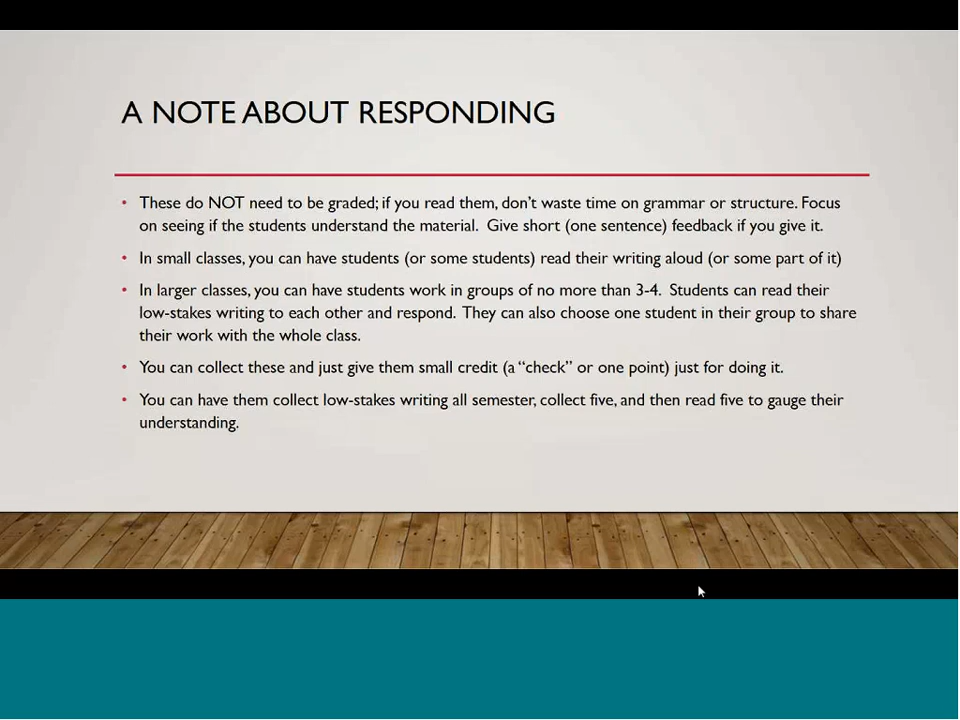 A NOTE ABOUT RESPONDING
• These do NOT need to be graded; if you read them, don’t waste time on grammar or structure. Focus
on seeing if the students understand the material.  Give short (one sentence) feedback if you give it.
• In small classes, you can have students (or some students) read their writing aloud (or some part of it)
• In larger classes, you can have students work in groups of no more than 3-4.  Students can read their
low-stakes writing to each other and respond.  They can also choose one student in their group to share
their work with the whole class.
• You can collect these and just give them small credit (a “check” or one point) just for doing it.
• You can have them collect low-stakes writing all semester, collect five, and then read five to gauge their
understanding.